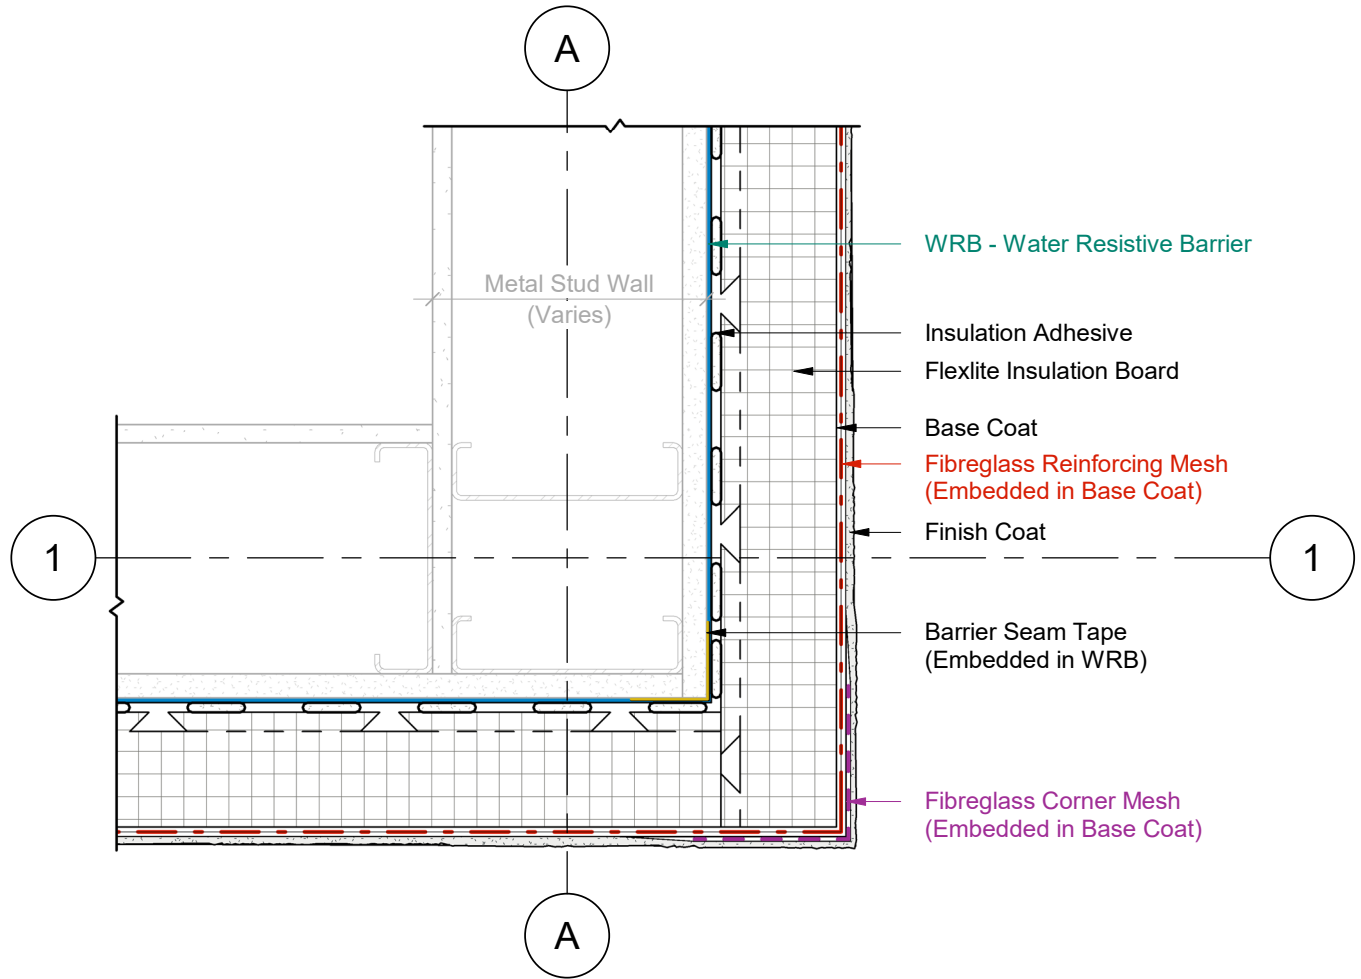 A
WRB - Water Resistive Barrier
Metal Stud Wall
(Varies)
Insulation Adhesive
Flexlite Insulation Board
Base Coat
Fibreglass Reinforcing Mesh
(Embedded in Base Coat)
Finish Coat
1
1
Barrier Seam Tape
(Embedded in WRB)
Fibreglass Corner Mesh
(Embedded in Base Coat)
A